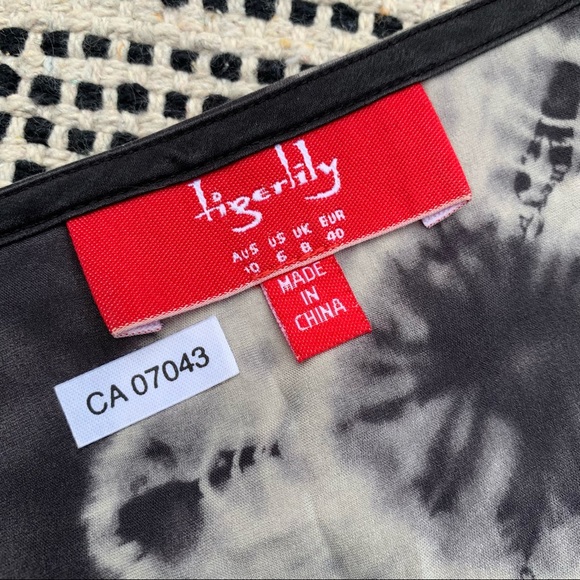 tigerlily
AUS US UK EUR
10 6 8 40
MADE
IN
CHINA
CA 07043